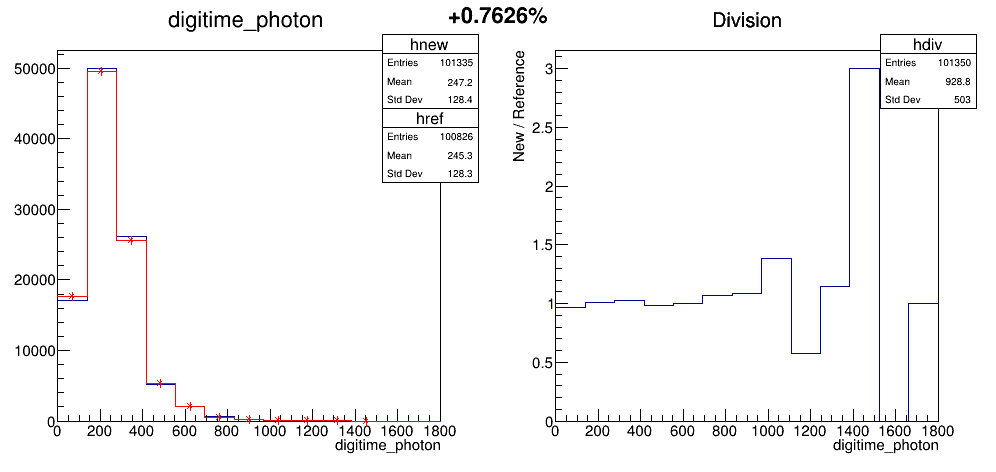 +0.7626%
digitime_photon
hnew
Entries 101335
Mean 247.2
Std Dev 128.4
href
Entries 100826
Mean 245.3
Std Dev 128.3
50000
40000
30000
20000
10000
0
0 200 400 600 800 1000 1200 1400 1600 1800
digitime_photon
Division
hdiv
Entries 101350
Mean 928.8
Std Dev 503
New / Reference
3
2.5
2
1.5
1
0.5
0
0 200 400 600 800 1000 1200 1400 1600 1800
digitime_photon